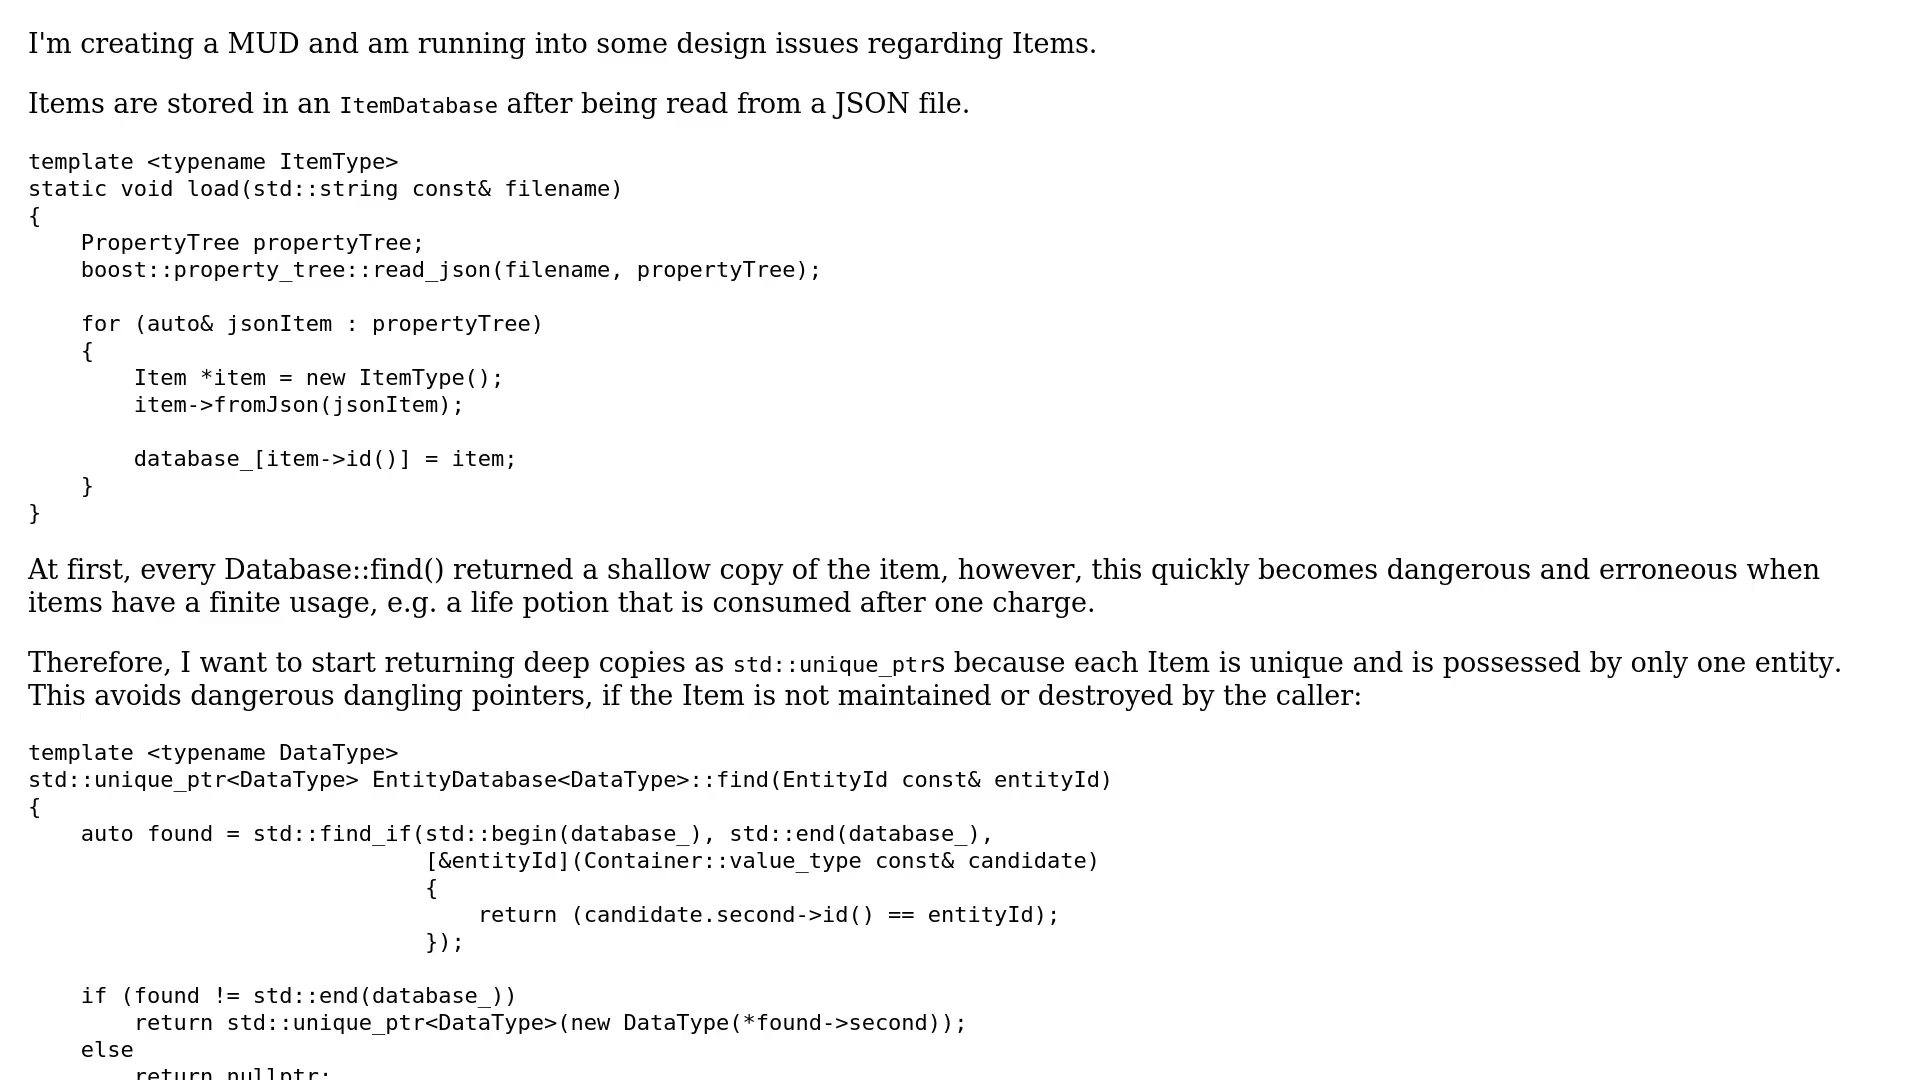 I'm creating a MUD and am running into some design issues regarding Items.
Items are stored in an ItemDatabase after being read from a JSON file.
template <typename ItemType>
static void load(std::string const& filename)
{
    PropertyTree propertyTree;
    boost::property_tree::read_json(filename, propertyTree);

    for (auto& jsonItem : propertyTree)
    {
        Item *item = new ItemType();
        item->fromJson(jsonItem);

        database_[item->id()] = item;
    }
}
At first, every Database::find() returned a shallow copy of the item, however, this quickly becomes dangerous and erroneous when
items have a finite usage, e.g. a life potion that is consumed after one charge.
Therefore, I want to start returning deep copies as std::unique_ptrs because each Item is unique and is possessed by only one entity.
This avoids dangerous dangling pointers, if the Item is not maintained or destroyed by the caller:
template <typename DataType>
std::unique_ptr<DataType> EntityDatabase<DataType>::find(EntityId const& entityId)
{
    auto found = std::find_if(std::begin(database_), std::end(database_),
                              [&entityId](Container::value_type const& candidate)
                              {
                                  return (candidate.second->id() == entityId);
                              });

    if (found != std::end(database_))
        return std::unique_ptr<DataType>(new DataType(*found->second));
    else
        return nullptr;